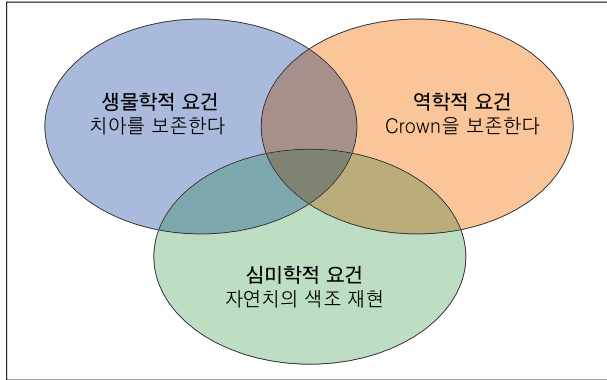 생물학적 요건
치아를 보존한다
역학적 요건
Crown을 보존한다
심미학적 요건
자연치의 색조 재현